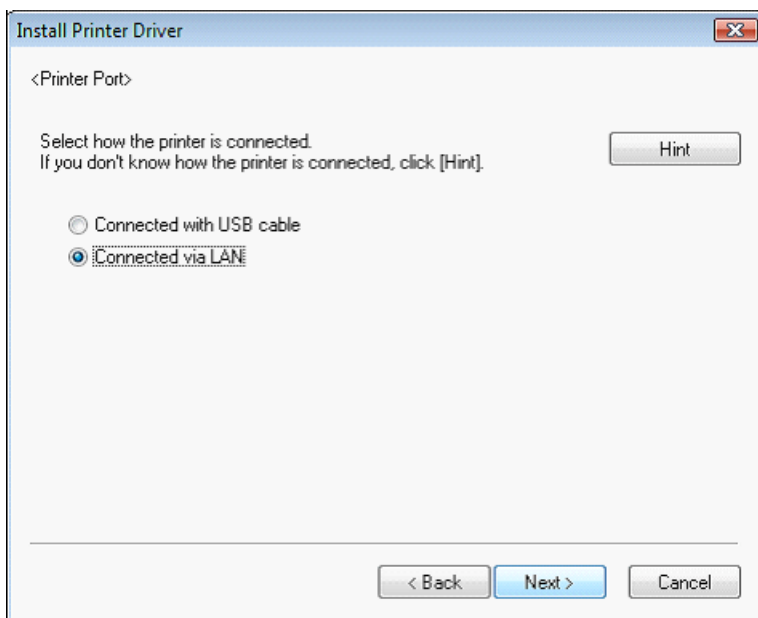 Install Printer Driver
<Printer Port>
Select how the printer is connected.
If you don't know how the printer is connected, click [Hint].
Hint
Connected with USB cable
Connected via LAN
< Back
Next >
Cancel